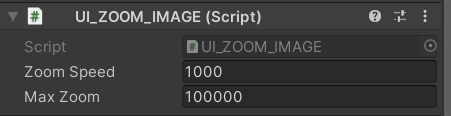 UI_ZOOM_IMAGE (Script)
Script UI_ZOOM_IMAGE
Zoom Speed 1000
Max Zoom 100000